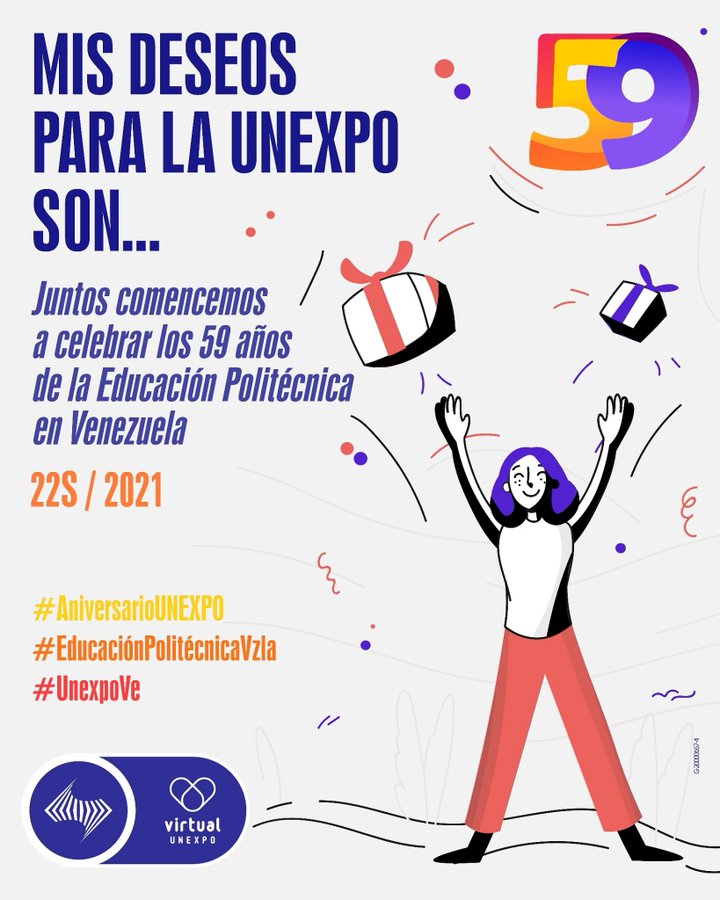 MIS DESEOS
PARA LA UNEXPO
SON...
59
Juntos comencemos
a celebrar los 59 años
de la Educación Politécnica
en Venezuela
22S / 2021
#AniversarioUNEXPO
#EducaciónPolitécnicaVzla
#UnexpoVe
virtual
UNEXPO